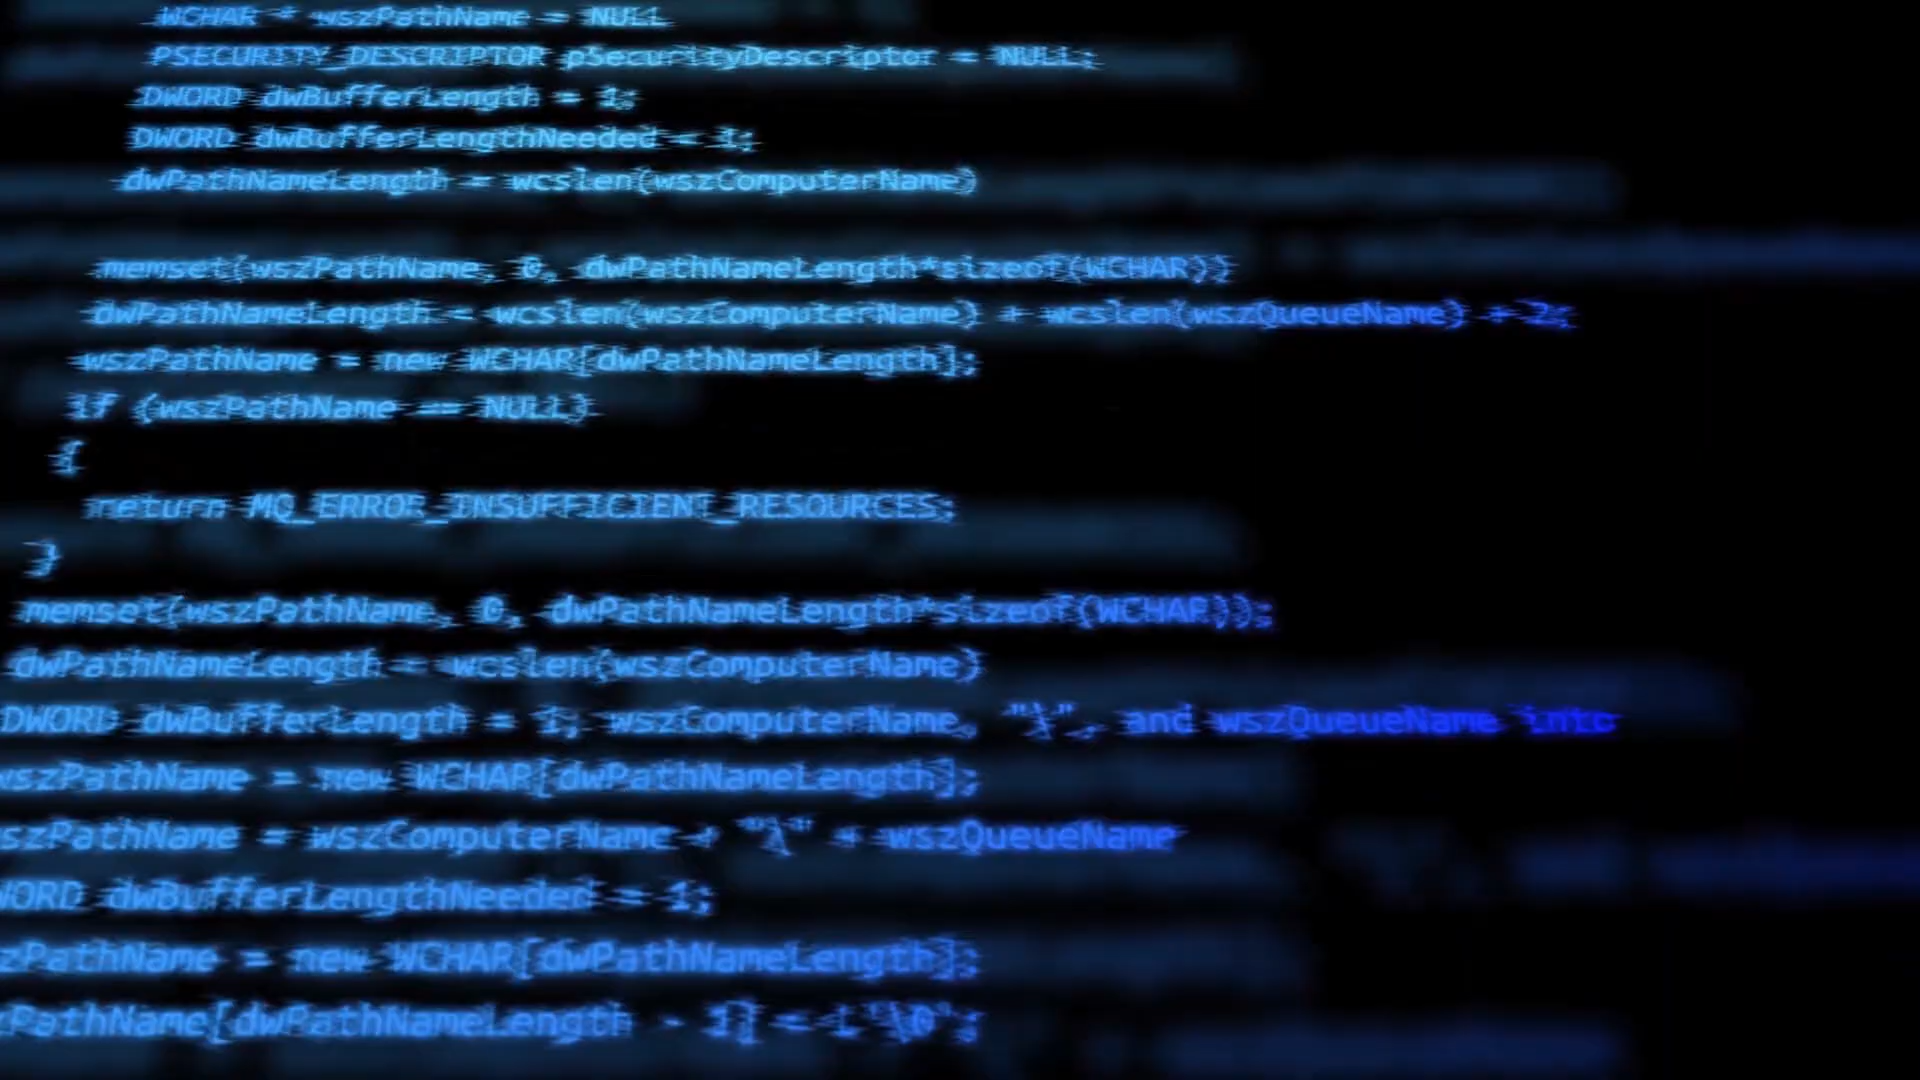 WCHAR * wszPathName = NULL
PSECURITY_DESCRIPTOR pSecurityDescriptor = NULL;
DWORD dwBufferLength = 1;
DWORD dwBufferLengthNeeded = 1;
dwPathNameLength = wcslen(wszComputerName)
memset(wszPathName, 0, dwPathNameLength*sizeof(WCHAR))
dwPathNameLength = wcslen(wszComputerName) + wcslen(wszQueueName) + 2;
wszPathName = new WCHAR[dwPathNameLength];
if (wszPathName == NULL)
{
return MQ_ERROR_INSUFFICIENT_RESOURCES;
}
memset(wszPathName, 0, dwPathNameLength*sizeof(WCHAR));
dwPathNameLength = wcslen(wszComputerName)
DWORD dwBufferLength = 1; wszComputerName, "\", and wszQueueName into
wszPathName = new WCHAR[dwPathNameLength];
szPathName = wszComputerName + "\" + wszQueueName
WORD dwBufferLengthNeeded = 1;
zPathName = new WCHAR[dwPathNameLength];
zPathName[dwPathNameLength - 1] = L'\0';